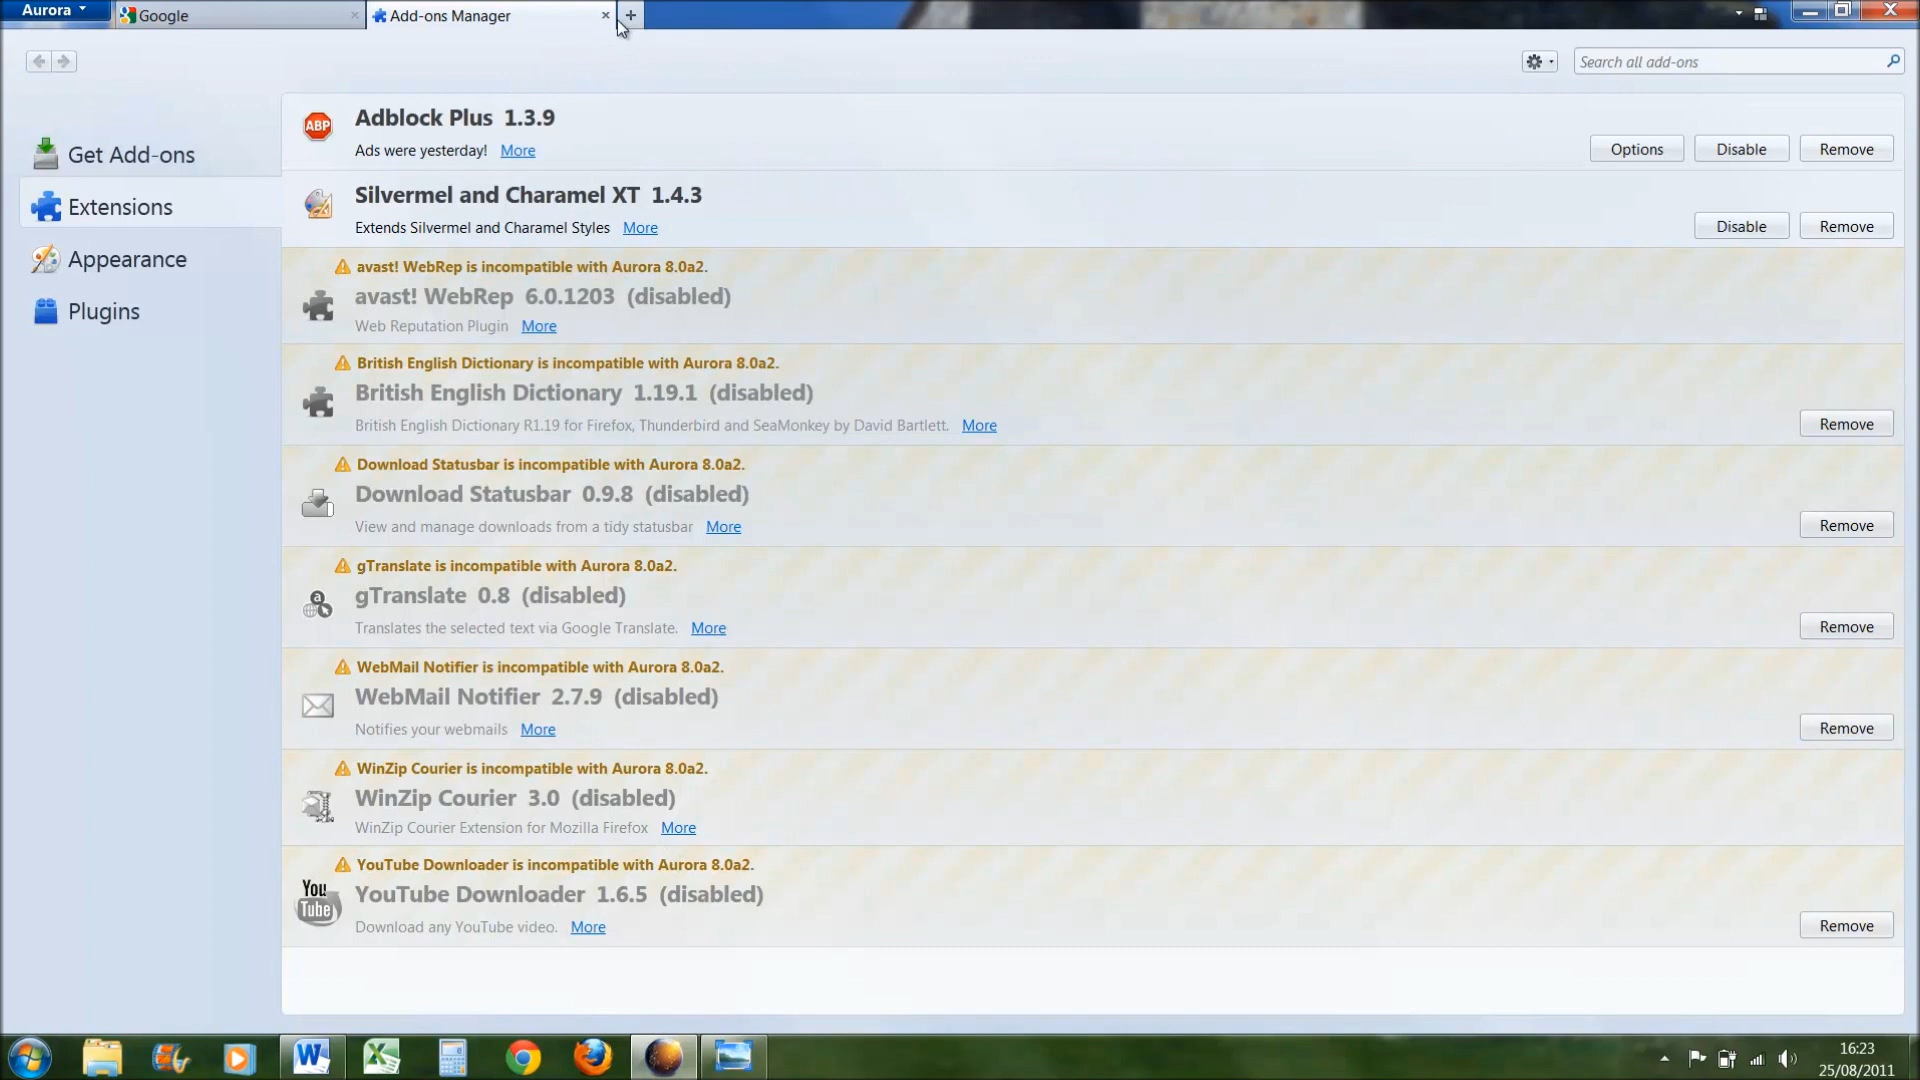 Aurora
Google
Add-ons Manager
Search all add-ons
Get Add-ons
Extensions
Appearance
Plugins
ABP
Adblock Plus 1.3.9
Ads were yesterday! More
Options
Disable
Remove
Silvermel and Charamel XT 1.4.3
Extends Silvermel and Charamel Styles More
Disable
Remove
avast! WebRep is incompatible with Aurora 8.0a2.
avast! WebRep 6.0.1203 (disabled)
Web Reputation Plugin More
British English Dictionary is incompatible with Aurora 8.0a2.
British English Dictionary 1.19.1 (disabled)
British English Dictionary R1.19 for Firefox, Thunderbird and SeaMonkey by David Bartlett. More
Remove
Download Statusbar is incompatible with Aurora 8.0a2.
Download Statusbar 0.9.8 (disabled)
View and manage downloads from a tidy statusbar More
Remove
gTranslate is incompatible with Aurora 8.0a2.
gTranslate 0.8 (disabled)
Translates the selected text via Google Translate. More
Remove
WebMail Notifier is incompatible with Aurora 8.0a2.
WebMail Notifier 2.7.9 (disabled)
Notifies your webmails More
Remove
WinZip Courier is incompatible with Aurora 8.0a2.
WinZip Courier 3.0 (disabled)
WinZip Courier Extension for Mozilla Firefox More
YouTube Downloader is incompatible with Aurora 8.0a2.
You
Tube
YouTube Downloader 1.6.5 (disabled)
Download any YouTube video. More
Remove
16:23
25/08/2011